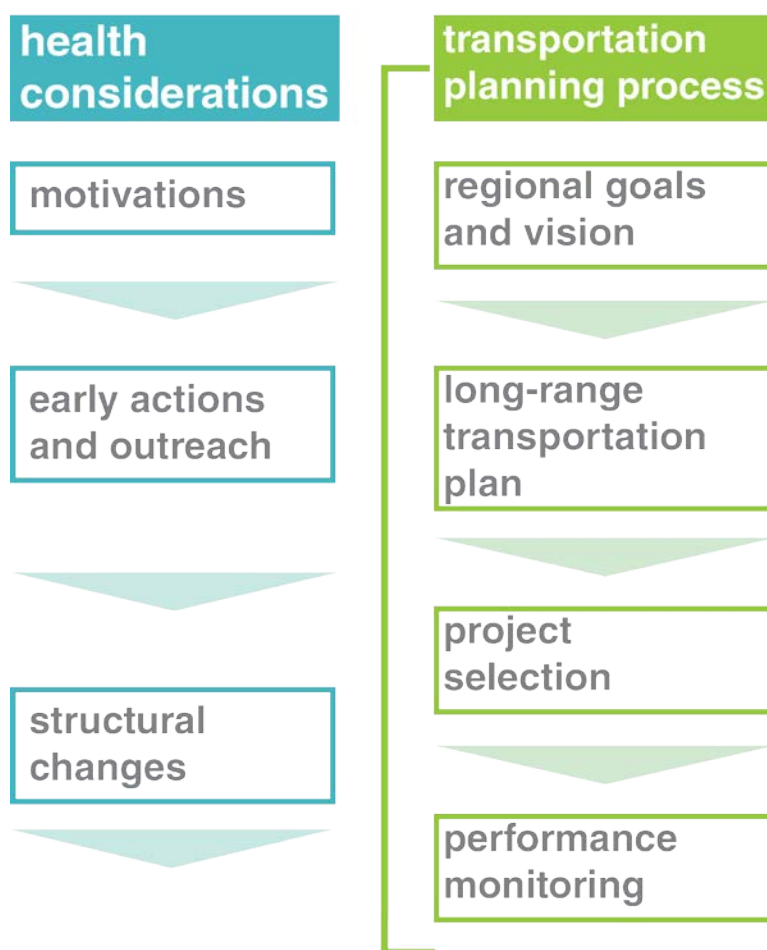 health
considerations
motivations
early actions
and outreach
structural
changes
transportation
planning process
regional goals
and vision
long-range
transportation
plan
project
selection
performance
monitoring